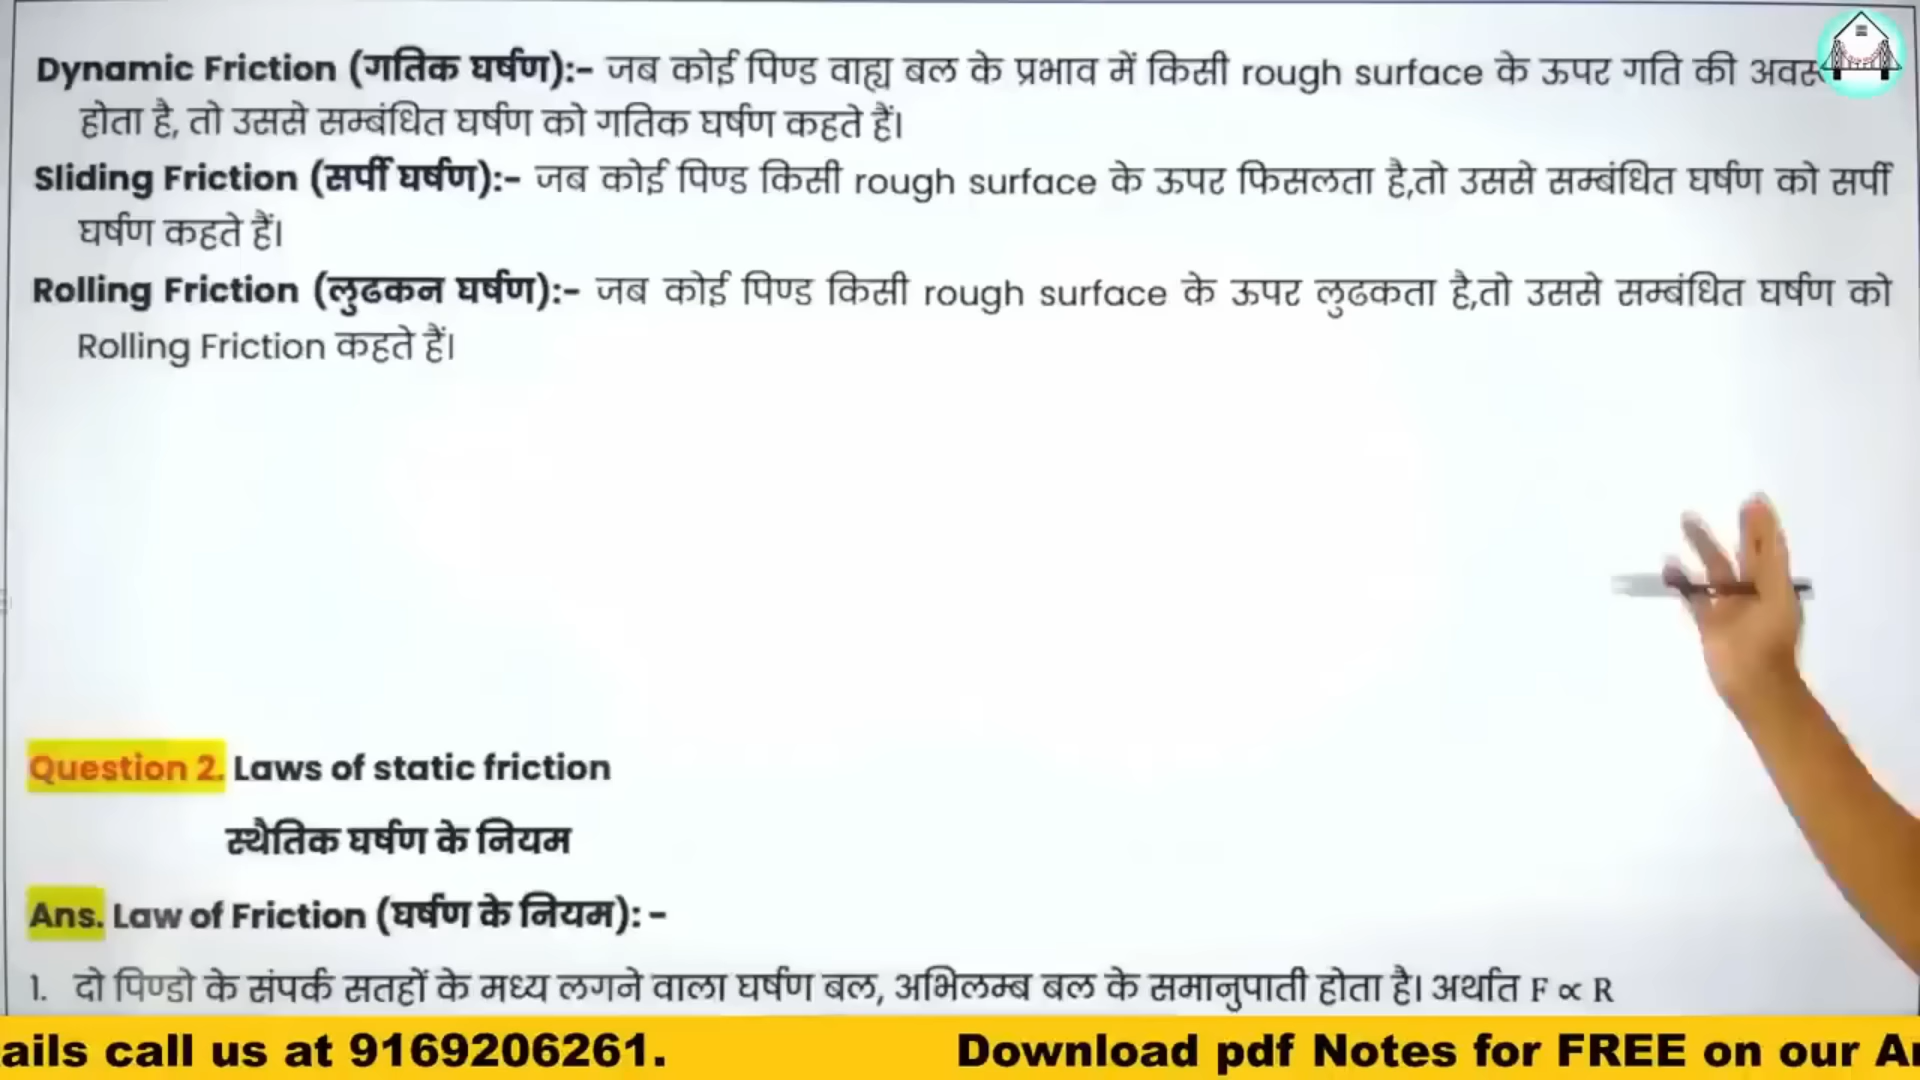 Dynamic Friction (गतिक घर्षण):- जब कोई पिण्ड वाह्य बल के प्रभाव में किसी rough surface के ऊपर गति की
होता है, तो उससे सम्बंधित घर्षण को गतिक घर्षण कहते हैं।
Sliding Friction (सर्पी घर्षण):- जब कोई पिण्ड किसी rough surface के ऊपर फिसलता है,तो उससे सम्बंधित घर्षण को सर्पी
घर्षण कहते हैं।
Rolling Friction (लुढकन घर्षण):- जब कोई पिण्ड किसी rough surface के ऊपर लुढकता है,तो उससे सम्बंधित घर्षण को
Rolling Friction कहते हैं।
Question 2. Laws of static friction
स्थैतिक घर्षण के नियम
Ans. Law of Friction (घर्षण के नियम): -
1. दो पिण्डो के संपर्क सतहों के मध्य लगने वाला घर्षण बल, अभिलम्ब बल के समानुपाती होता है। अर्थात F ∝ R
ails call us at 9169206261. Download pdf Notes for FREE on our